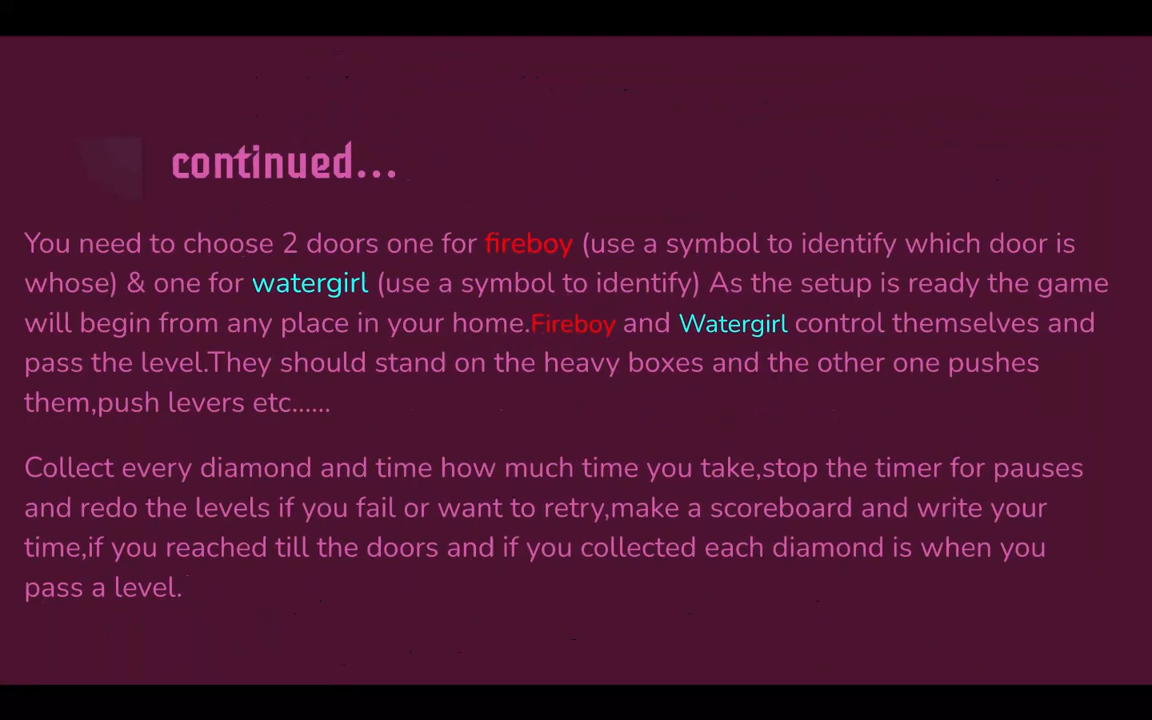 continued...
You need to choose 2 doors one for fireboy (use a symbol to identify which door is
whose) & one for watergirl (use a symbol to identify) As the setup is ready the game
will begin from any place in your home.Fireboy and Watergirl control themselves and
pass the level.They should stand on the heavy boxes and the other one pushes
them,push levers etc......
Collect every diamond and time how much time you take,stop the timer for pauses
and redo the levels if you fail or want to retry,make a scoreboard and write your
time,if you reached till the doors and if you collected each diamond is when you
pass a level.